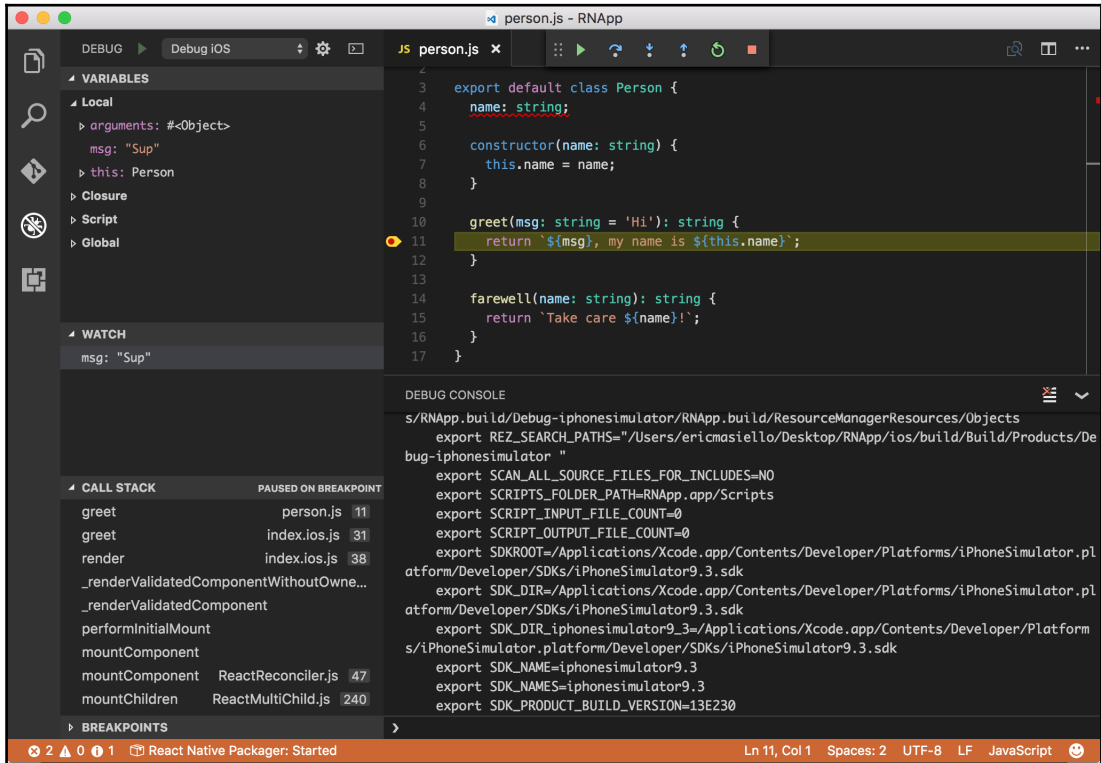 person.js - RNApp
DEBUG Debug iOS
VARIABLES
Local
arguments: #<Object>
msg: "Sup"
this: Person
Closure
Script
Global
WATCH
msg: "Sup"
CALL STACK PAUSED ON BREAKPOINT
greet person.js 11
greet index.ios.js 31
render index.ios.js 38
_renderValidatedComponentWithoutOwne...
_renderValidatedComponent
performInitialMount
mountComponent
mountComponent ReactReconciler.js 47
mountChildren ReactMultiChild.js 240
BREAKPOINTS
JS person.js
2
3 export default class Person {
4 name: string;
5
6 constructor(name: string) {
7 this.name = name;
8 }
9
10 greet(msg: string = 'Hi'): string {
11 return `${msg}, my name is ${this.name}`;
12 }
13
14 farewell(name: string): string {
15 return `Take care ${name}!`;
16 }
17 }
DEBUG CONSOLE
s/RNApp.build/Debug-iphonesimulator/RNApp.build/ResourceManagerResources/Objects
export REZ_SEARCH_PATHS="/Users/ericmasiello/Desktop/RNApp/ios/build/Build/Products/De
bug-iphonesimulator "
export SCAN_ALL_SOURCE_FILES_FOR_INCLUDES=NO
export SCRIPTS_FOLDER_PATH=RNApp.app/Scripts
export SCRIPT_INPUT_FILE_COUNT=0
export SCRIPT_OUTPUT_FILE_COUNT=0
export SDKROOT=/Applications/Xcode.app/Contents/Developer/Platforms/iPhoneSimulator.pl
atform/Developer/SDKs/iPhoneSimulator9.3.sdk
export SDK_DIR=/Applications/Xcode.app/Contents/Developer/Platforms/iPhoneSimulator.pl
atform/Developer/SDKs/iPhoneSimulator9.3.sdk
export SDK_DIR_iphonesimulator9_3=/Applications/Xcode.app/Contents/Developer/Platform
s/iPhoneSimulator.platform/Developer/SDKs/iPhoneSimulator9.3.sdk
export SDK_NAME=iphonesimulator9.3
export SDK_NAMES=iphonesimulator9.3
export SDK_PRODUCT_BUILD_VERSION=13E230
2 0 1 React Native Packager: Started Ln 11, Col 1 Spaces: 2 UTF-8 LF JavaScript